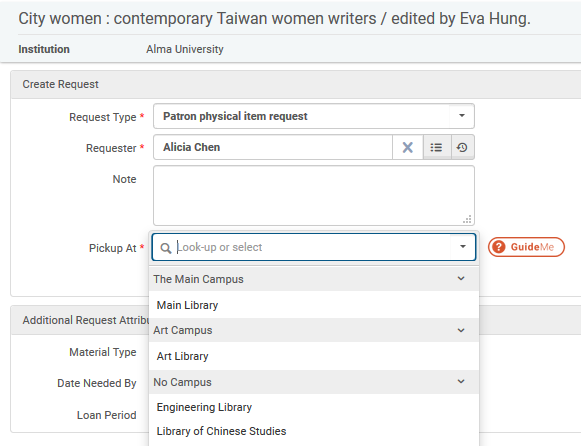 City women : contemporary Taiwan women writers / edited by Eva Hung.
Institution Alma University
Create Request
Request Type * Patron physical item request
Requester * Alicia Chen
Note
Pickup At * Look-up or select
? GuideMe
The Main Campus
Main Library
Additional Request Attribu
Art Campus
Material Type
Art Library
Date Needed By
No Campus
Loan Period
Engineering Library
Library of Chinese Studies